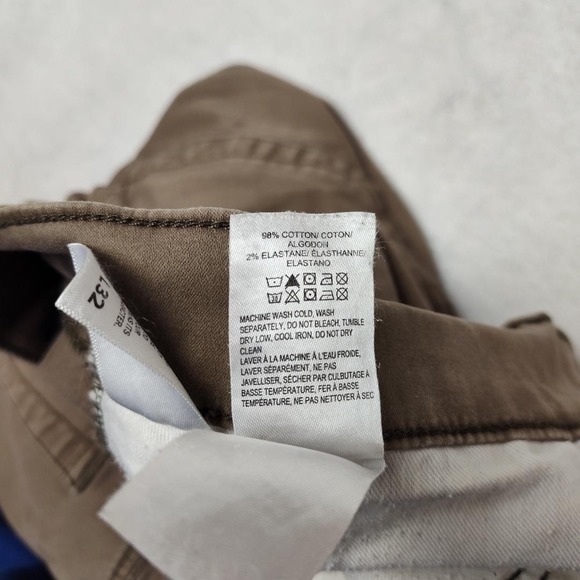 98% COTTON/ COTON/
ALGODON
2% ELASTANE/ ÉLASTHANNE/
ELASTANO
MACHINE WASH COLD, WASH
SEPARATELY, DO NOT BLEACH, TUMBLE
DRY LOW, COOL IRON, DO NOT DRY
CLEAN
LAVER À LA MACHINE À L'EAU FROIDE,
LAVER SÉPARÉMENT, NE PAS
JAVELLISER, SÉCHER PAR CULBUTAGE À
BASSE TEMPÉRATURE, FER À BASSE
TEMPÉRATURE, NE PAS NETTOYER À SEC
32